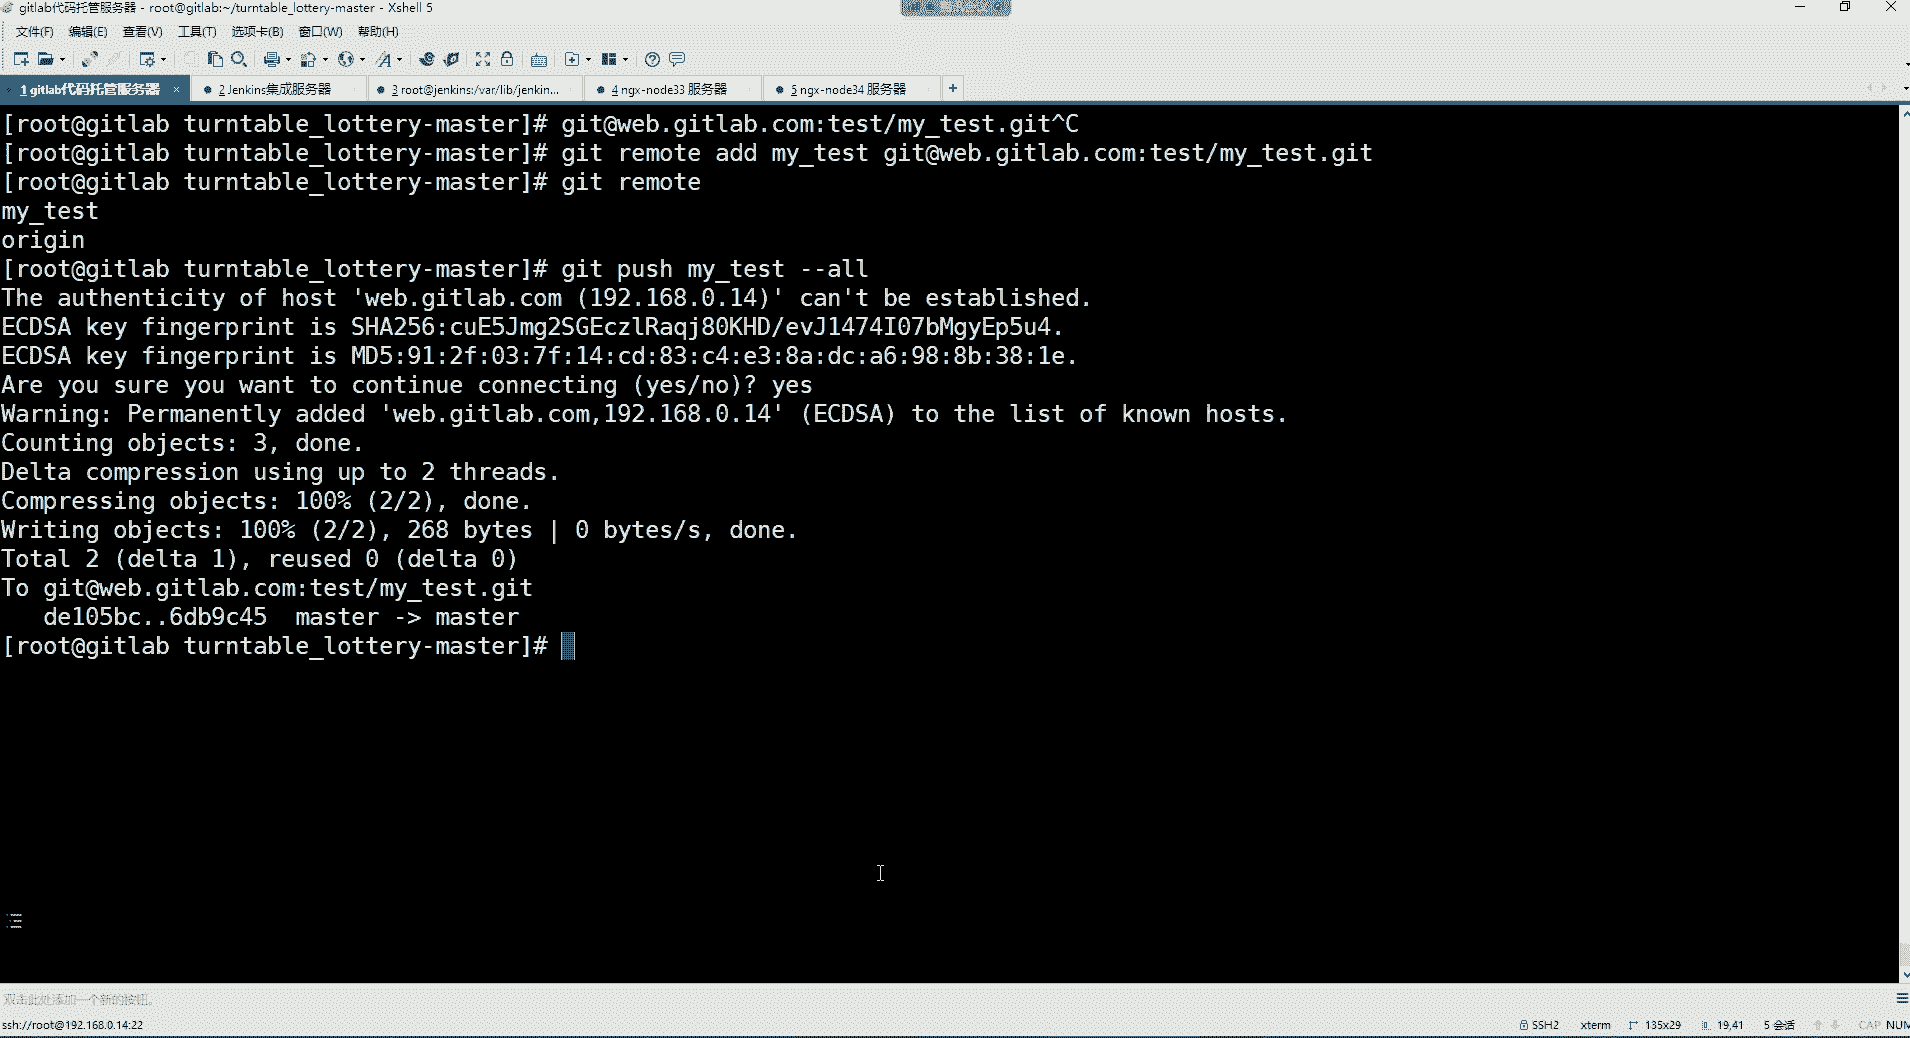 gitlab代码托管服务器 - root@gitlab:~/turntable_lottery-master - Xshell 5
文件(F) 编辑(E) 查看(V) 工具(T) 选项卡(B) 窗口(W) 帮助(H)
1 gitlab代码托管服务器 × 2 Jenkins集成服务器 3 root@jenkins:/var/lib/jenkin... 4 ngx-node33 服务器 5 ngx-node34 服务器 +
[root@gitlab turntable_lottery-master]# git@web.gitlab.com:test/my_test.git^C
[root@gitlab turntable_lottery-master]# git remote add my_test git@web.gitlab.com:test/my_test.git
[root@gitlab turntable_lottery-master]# git remote
my_test
origin
[root@gitlab turntable_lottery-master]# git push my_test --all
The authenticity of host 'web.gitlab.com (192.168.0.14)' can't be established.
ECDSA key fingerprint is SHA256:cuE5Jmg2SGEczlRaqj80KHD/evJ1474I07bMgyEp5u4.
ECDSA key fingerprint is MD5:91:2f:03:7f:14:cd:83:c4:e3:8a:dc:a6:98:8b:38:1e.
Are you sure you want to continue connecting (yes/no)? yes
Warning: Permanently added 'web.gitlab.com,192.168.0.14' (ECDSA) to the list of known hosts.
Counting objects: 3, done.
Delta compression using up to 2 threads.
Compressing objects: 100% (2/2), done.
Writing objects: 100% (2/2), 268 bytes | 0 bytes/s, done.
Total 2 (delta 1), reused 0 (delta 0)
To git@web.gitlab.com:test/my_test.git
   de105bc..6db9c45  master -> master
[root@gitlab turntable_lottery-master]#
双击此处添加一个新的按钮。
ssh://root@192.168.0.14:22 SSH2 xterm 135x29 19,41 5 会话 CAP NUM